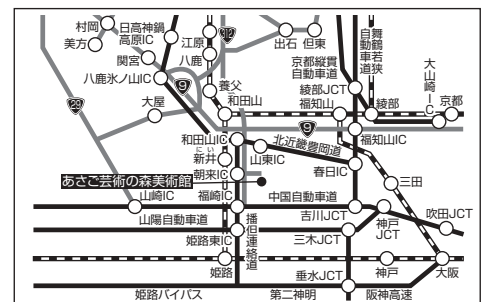 村岡
日高神鍋
高原IC
江原
312
出石
但東
舞鶴若狭
自動車道
美方
関宮
八鹿
京都縦貫
自動車道
大山崎IC
八鹿氷ノ山IC
9
養父
和田山
綾部JCT
福知山
綾部
京都
29
大屋
9
和田山IC
北近畿豊岡道
福知山IC
にい
新井
山東IC
朝来IC
春日IC
あさご芸術の森美術館
三田
山崎IC
福崎IC
中国自動車道
山陽自動車道
播但連絡道
吉川JCT
神戸
JCT
吹田JCT
姫路東IC
三木JCT
姫路
垂水JCT
神戸
大阪
姫路バイパス
第二神明
阪神高速